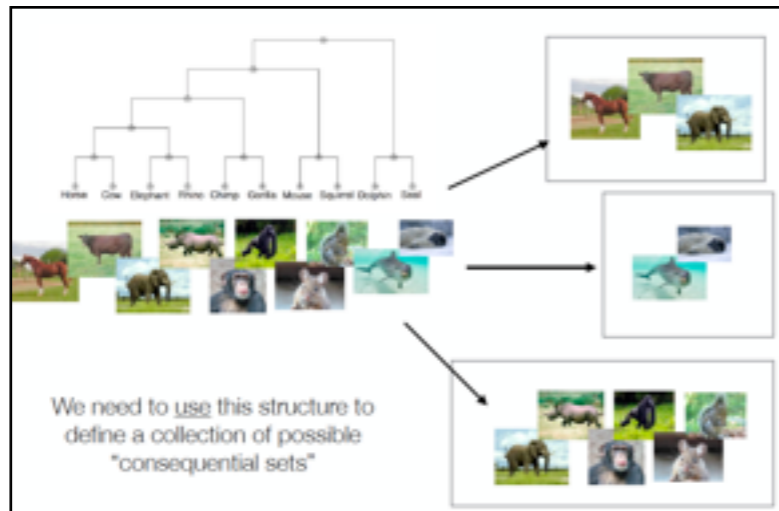 Horse Cow Elephant Rhino Chimp Gorilla Mouse Squirrel Dolphin Seal
We need to use this structure to
define a collection of possible
"consequential sets"